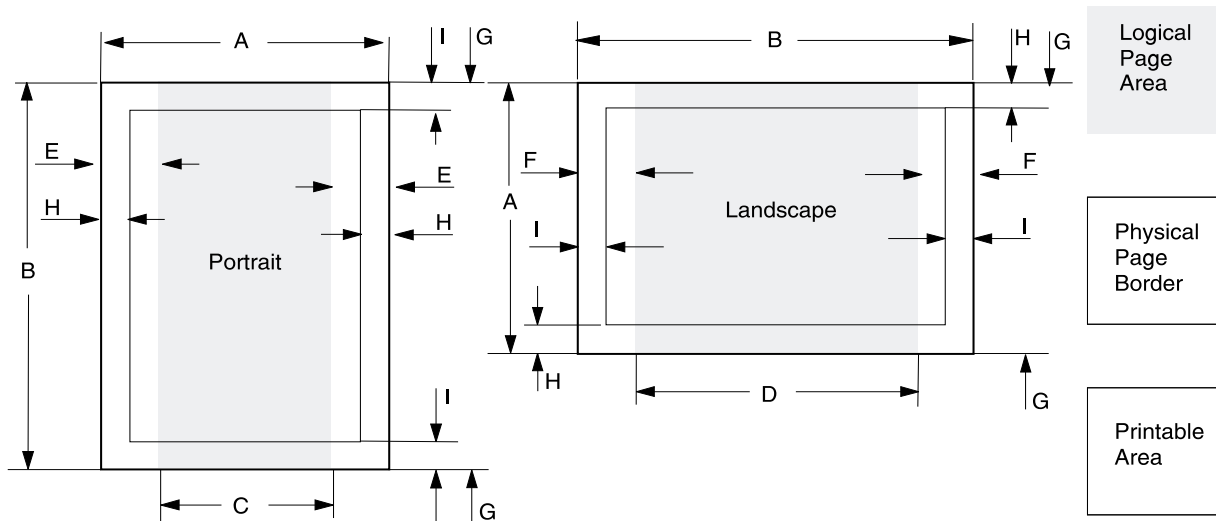 A
I
G
E
E
H
H
B
Portrait
I
C
G
B
H
G
F
F
A
Landscape
I
I
H
D
G
Logical
Page
Area
Physical
Page
Border
Printable
Area